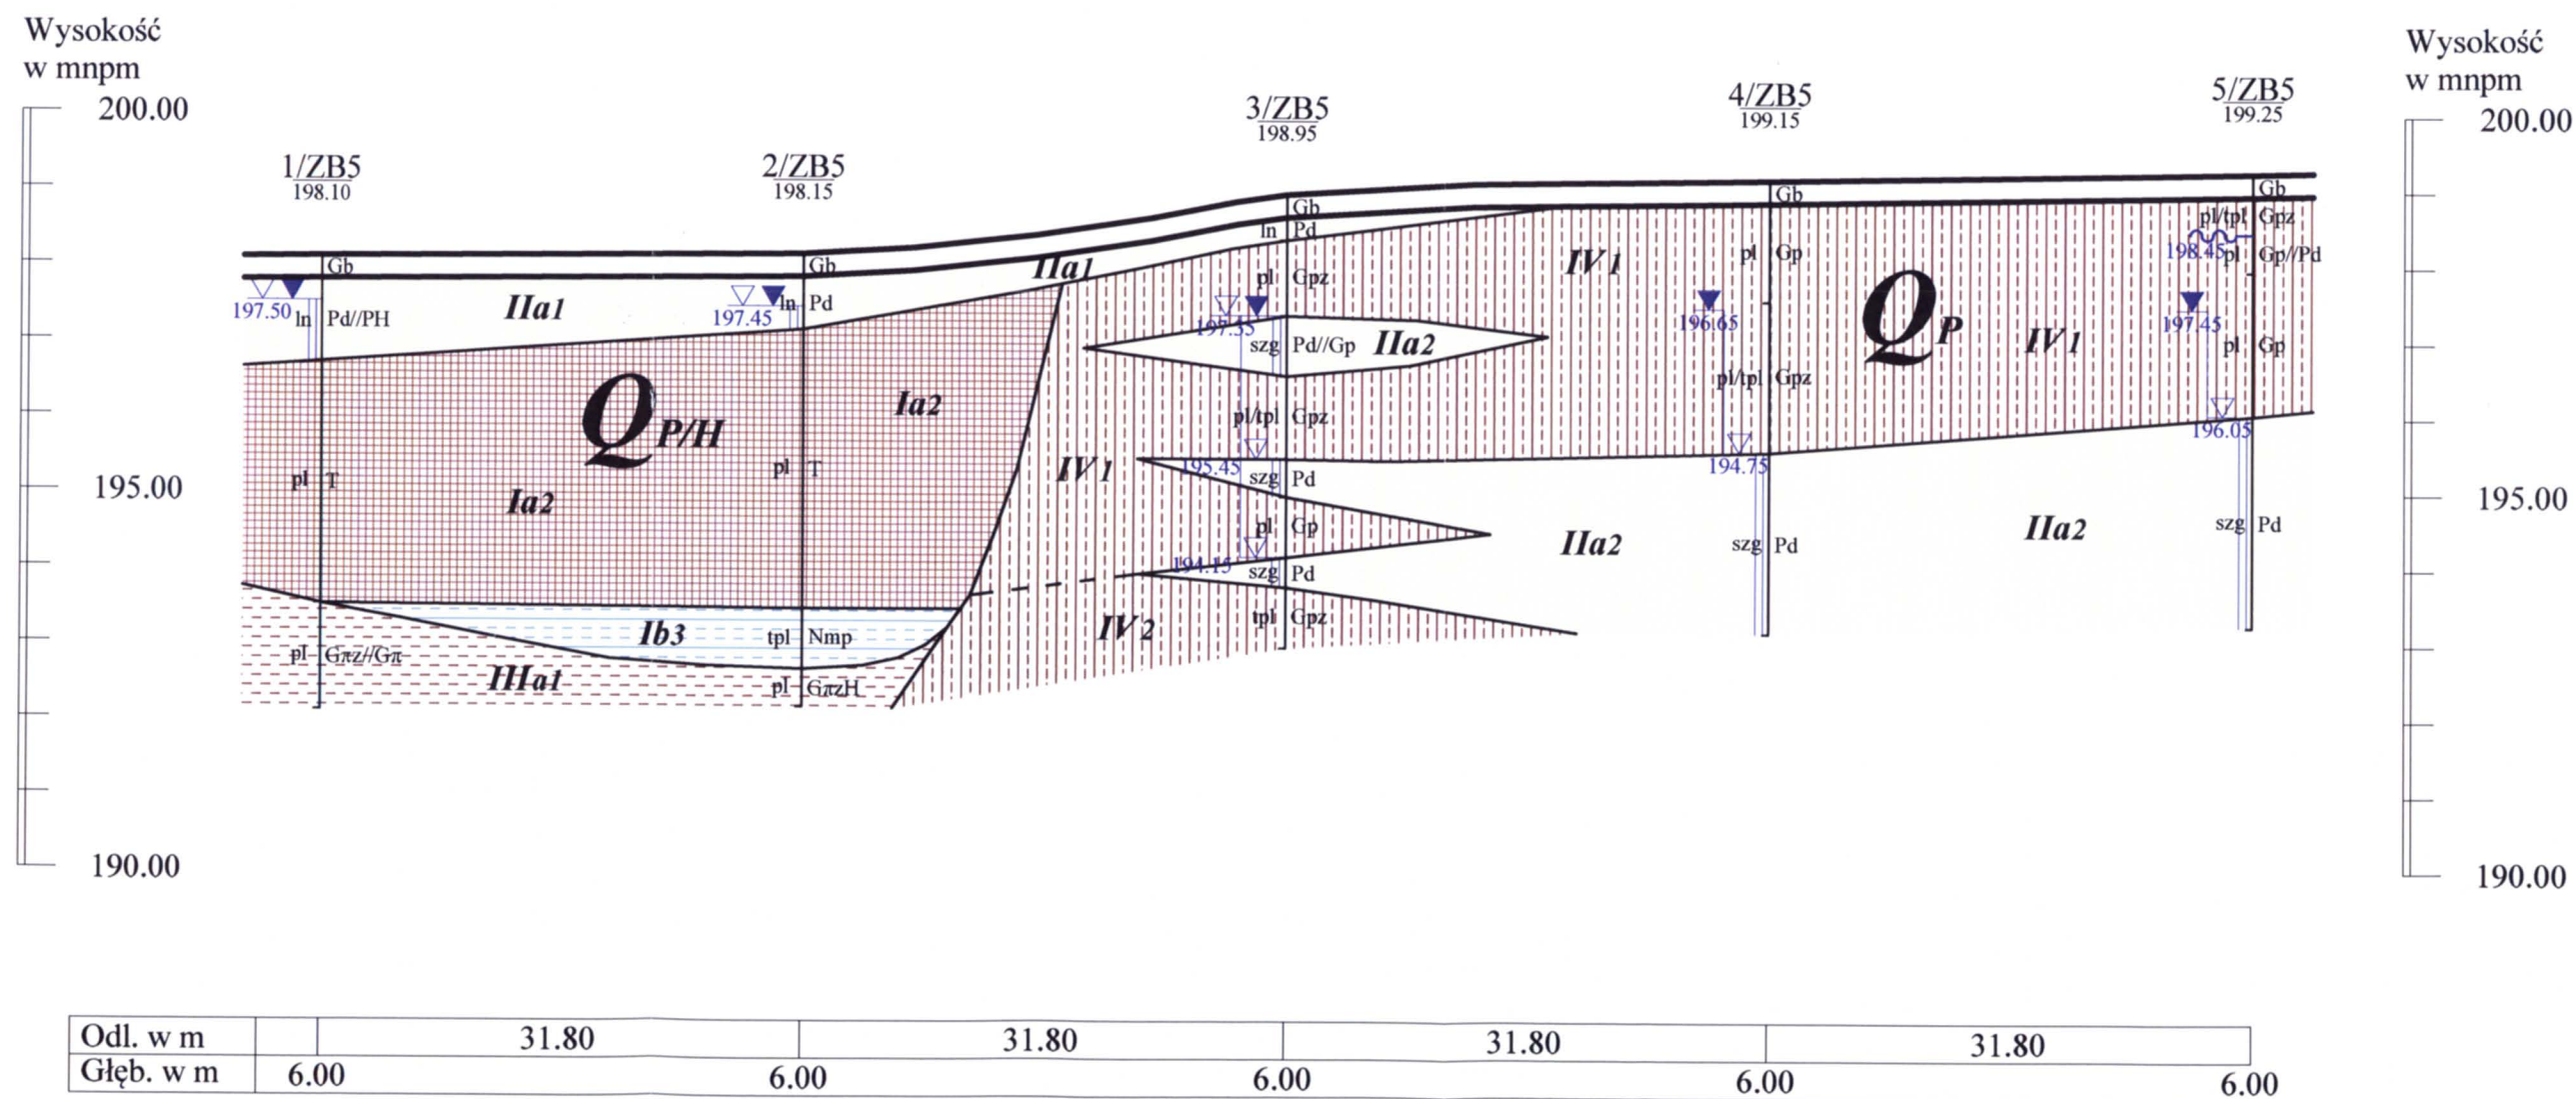 Wysokość
w mnpm
Wysokość
w mnpm
200.00
195.00
190.00
200.00
195.00
190.00
1/ZB5
198.10
2/ZB5
198.15
3/ZB5
198.95
4/ZB5
199.15
5/ZB5
199.25
Gb
197.50
ln Pd//PH
pl T
pl Gπz//Gπ
IIa1
Ia2
QP/H
Ia2
Ib3
IIIa1
Gb
197.45
ln Pd
pl T
tpl Nmp
pl GπzH
IIa1
IV1
IV2
Gb
ln Pd
pl Gpz
197.35
szg Pd//Gp
IIa2
pl/tpl Gpz
195.45
szg Pd
pl Gp
194.15
szg Pd
tpl Gpz
IV1
IIa2
Gb
pl Gp
196.65
pl/tpl Gpz
194.75
szg Pd
QP
IV1
IIa2
Gb
pl/tpl Gpz
198.45
pl Gp//Pd
197.45
pl Gp
196.05
szg Pd
Odl. w m 31.80 31.80 31.80 31.80
Głęb. w m 6.00 6.00 6.00 6.00 6.00